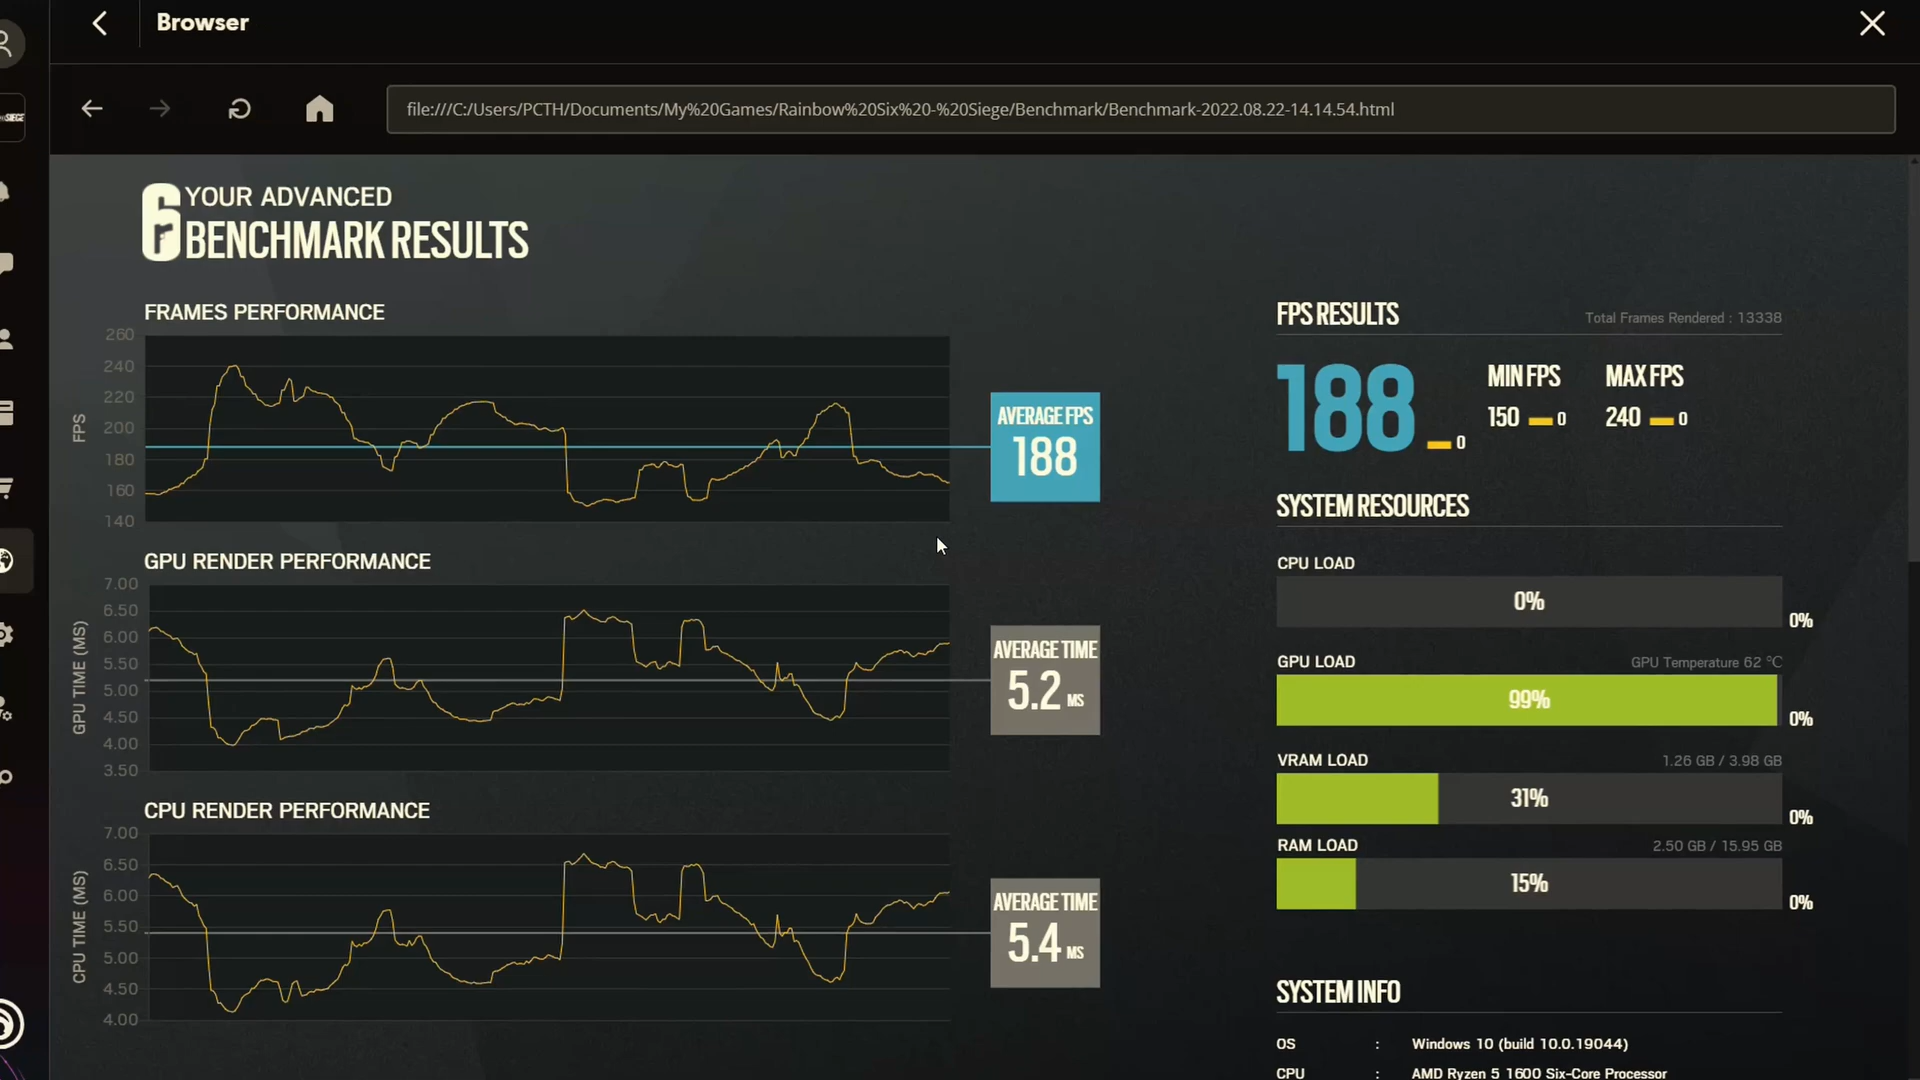 Browser
file:///C:/Users/PCTH/Documents/My%20Games/Rainbow%20Six%20-%20Siege/Benchmark/Benchmark-2022.08.22-14.14.54.html
SIEGE
YOUR ADVANCED
BENCHMARK RESULTS
FRAMES PERFORMANCE
FPS
260
240
220
200
180
160
140
AVERAGE FPS
188
GPU RENDER PERFORMANCE
GPU TIME (MS)
7.00
6.50
6.00
5.50
5.00
4.50
4.00
3.50
AVERAGE TIME
5.2 MS
CPU RENDER PERFORMANCE
CPU TIME (MS)
7.00
6.50
6.00
5.50
5.00
4.50
4.00
AVERAGE TIME
5.4 MS
FPS RESULTS
Total Frames Rendered : 13338
188
0
MIN FPS
150 0
MAX FPS
240 0
SYSTEM RESOURCES
CPU LOAD
0%
0%
GPU LOAD
GPU Temperature 62 °C
99%
0%
VRAM LOAD
1.26 GB / 3.98 GB
31%
0%
RAM LOAD
2.50 GB / 15.95 GB
15%
0%
SYSTEM INFO
OS : Windows 10 (build 10.0.19044)
CPU : AMD Ryzen 5 1600 Six-Core Processor